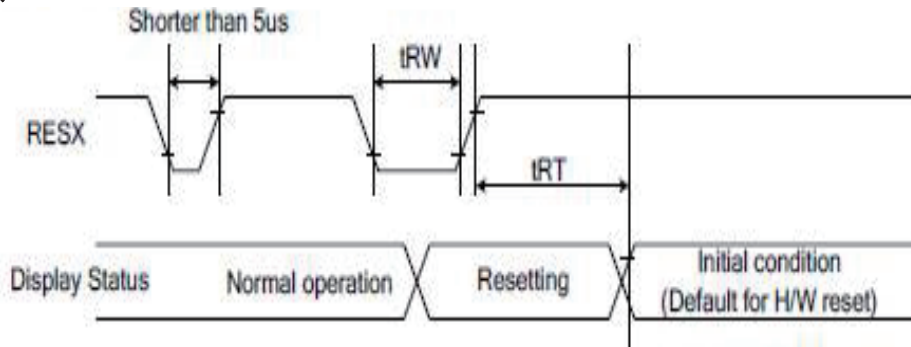 Shorter than 5us
tRW
RESX
tRT
Display Status
Normal operation
Resetting
Initial condition
(Default for H/W reset)